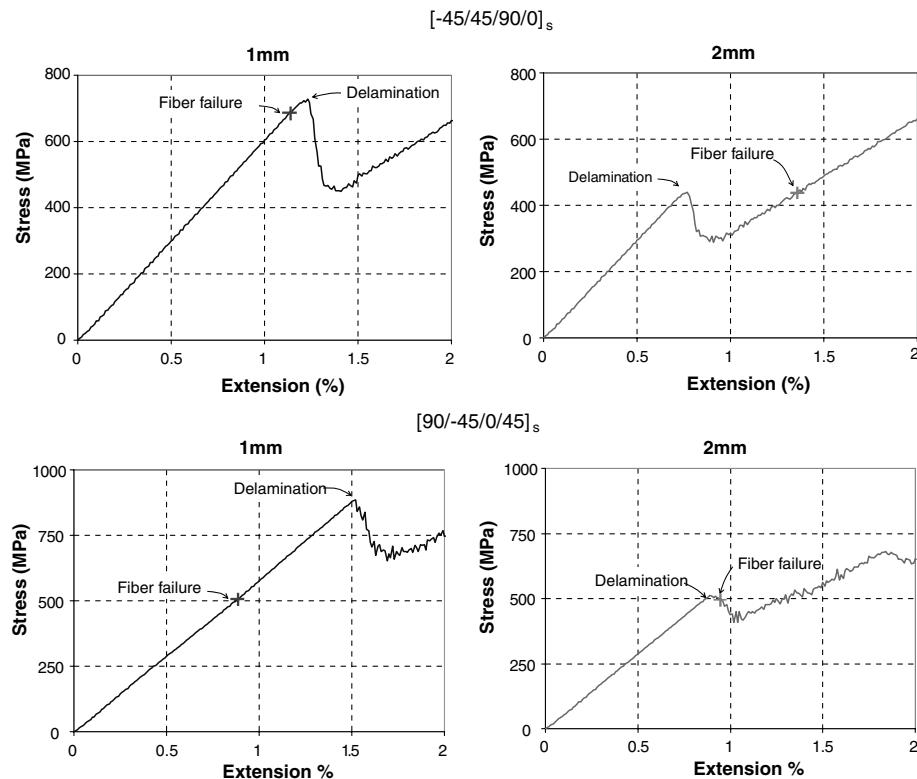 [-45/45/90/0]s
1mm
800
600
400
200
0
Stress (MPa)
Fiber failure
Delamination
0 0.5 1 1.5 2
Extension (%)
2mm
800
600
400
200
0
Stress (MPa)
Delamination
Fiber failure
0 0.5 1 1.5 2
Extension (%)
[90/-45/0/45]s
1mm
1000
750
500
250
0
Stress (MPa)
Delamination
Fiber failure
0 0.5 1 1.5 2
Extension %
2mm
1000
750
500
250
0
Stress (MPa)
Delamination
Fiber failure
0 0.5 1 1.5 2
Extension %